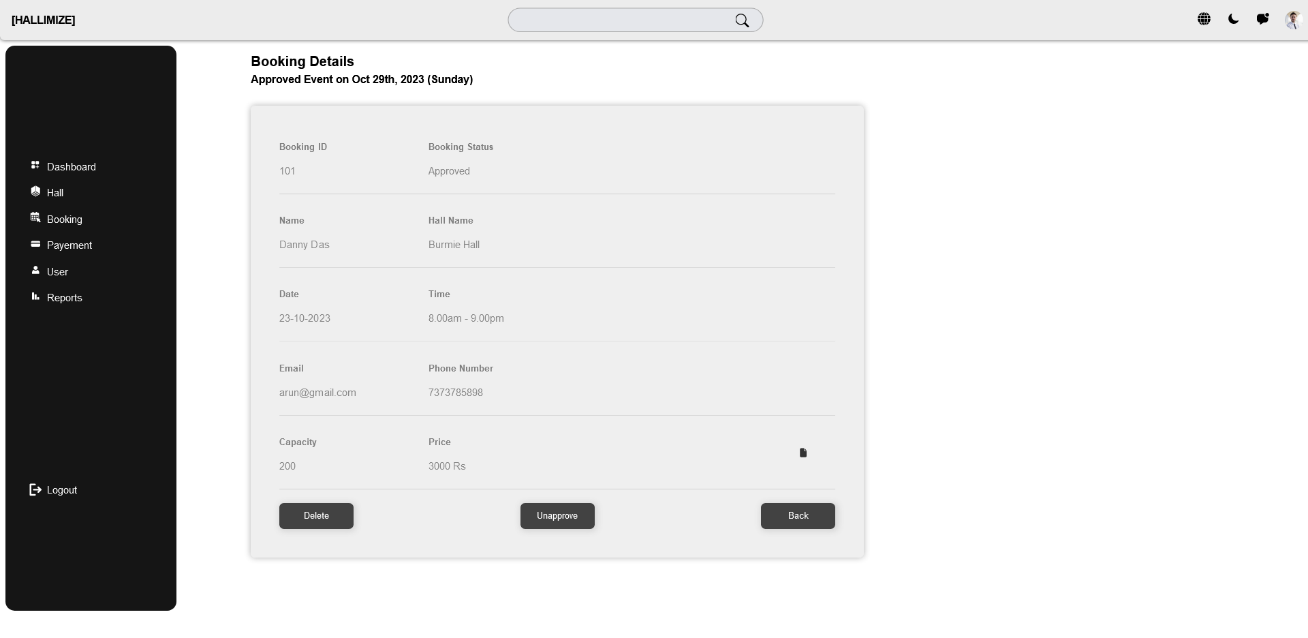 [HALLIMIZE]
Booking Details
Approved Event on Oct 29th, 2023 (Sunday)
Dashboard
Hall
Booking
Payement
User
Reports
Logout
Booking ID Booking Status
101 Approved
Name Hall Name
Danny Das Burmie Hall
Date Time
23-10-2023 8.00am - 9.00pm
Email Phone Number
arun@gmail.com 7373785898
Capacity Price
200 3000 Rs
Delete Unapprove Back